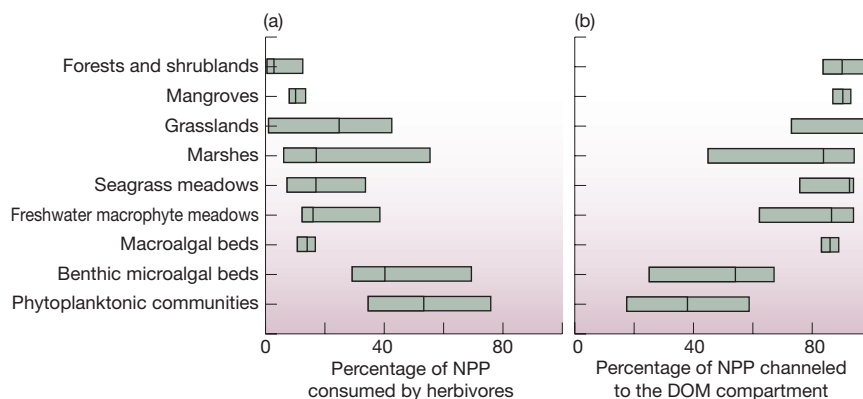 (a)
(b)
Forests and shrublands
Mangroves
Grasslands
Marshes
Seagrass meadows
Freshwater macrophyte meadows
Macroalgal beds
Benthic microalgal beds
Phytoplanktonic communities
0 40 80 0 40 80
Percentage of NPP
consumed by herbivores
Percentage of NPP channeled
to the DOM compartment